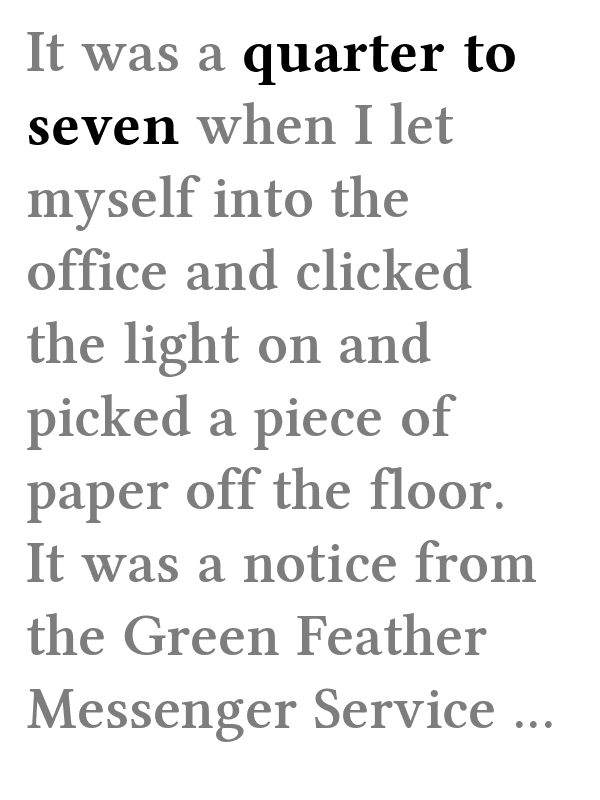 It was a quarter to
seven when I let
myself into the
office and clicked
the light on and
picked a piece of
paper off the floor.
It was a notice from
the Green Feather
Messenger Service ...